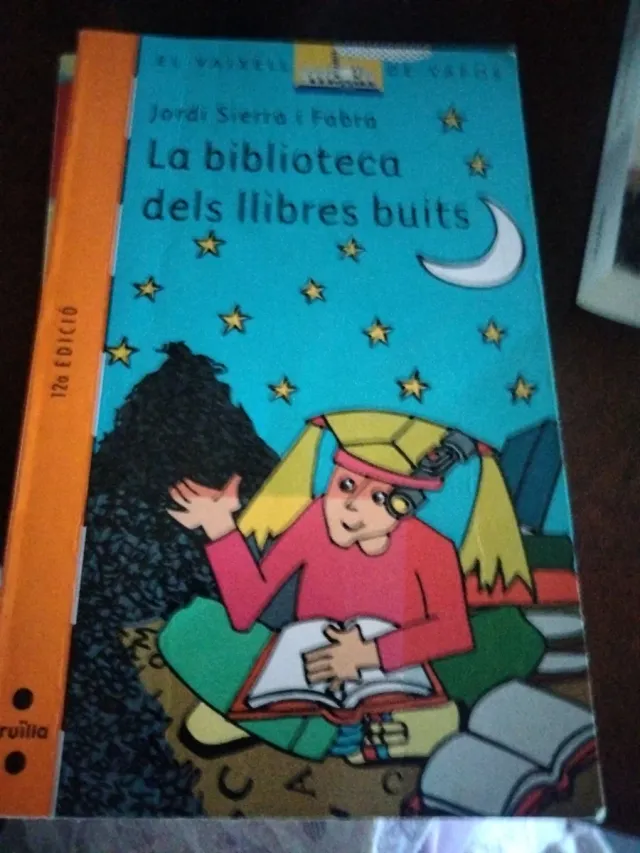 EL VAIXELL DE VAPOR
Jordi Sierra i Fabra
La biblioteca
dels llibres buits
12a EDICIÓ
ruïlla
M
C A C